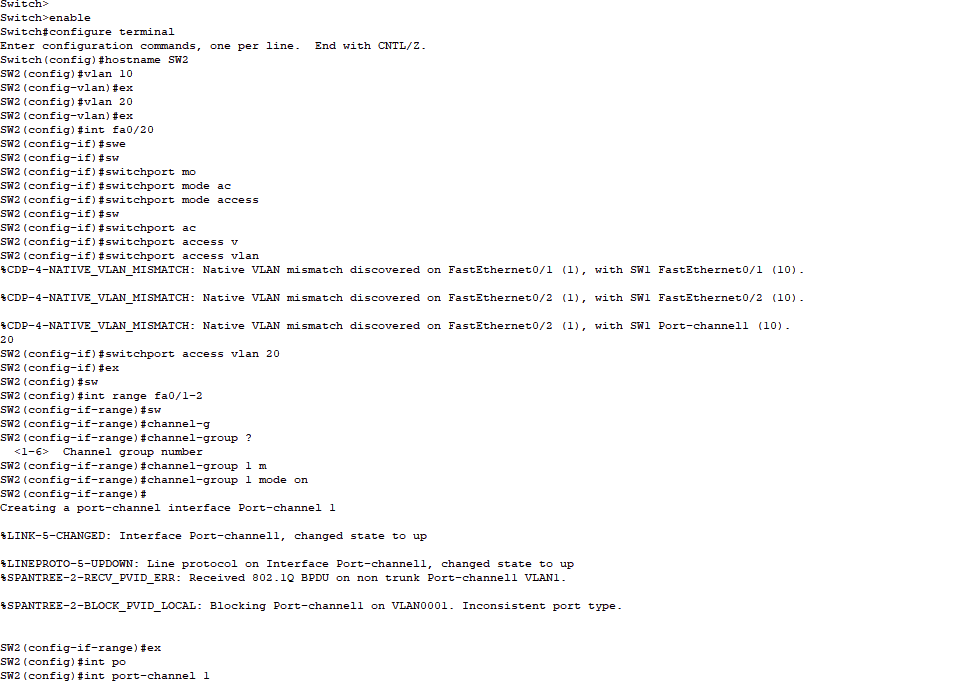 Switch>
Switch>enable
Switch#configure terminal
Enter configuration commands, one per line.  End with CNTL/Z.
Switch(config)#hostname SW2
SW2(config)#vlan 10
SW2(config-vlan)#ex
SW2(config)#vlan 20
SW2(config-vlan)#ex
SW2(config)#int fa0/20
SW2(config-if)#swe
SW2(config-if)#sw
SW2(config-if)#switchport mo
SW2(config-if)#switchport mode ac
SW2(config-if)#switchport mode access
SW2(config-if)#sw
SW2(config-if)#switchport ac
SW2(config-if)#switchport access v
SW2(config-if)#switchport access vlan
%CDP-4-NATIVE_VLAN_MISMATCH: Native VLAN mismatch discovered on FastEthernet0/1 (1), with SW1 FastEthernet0/1 (10).
%CDP-4-NATIVE_VLAN_MISMATCH: Native VLAN mismatch discovered on FastEthernet0/2 (1), with SW1 FastEthernet0/2 (10).
%CDP-4-NATIVE_VLAN_MISMATCH: Native VLAN mismatch discovered on FastEthernet0/2 (1), with SW1 Port-channel1 (10).
20
SW2(config-if)#switchport access vlan 20
SW2(config-if)#ex
SW2(config)#sw
SW2(config)#int range fa0/1-2
SW2(config-if-range)#sw
SW2(config-if-range)#channel-g
SW2(config-if-range)#channel-group ?
  <1-6>  Channel group number
SW2(config-if-range)#channel-group 1 m
SW2(config-if-range)#channel-group 1 mode on
SW2(config-if-range)#
Creating a port-channel interface Port-channel 1
%LINK-5-CHANGED: Interface Port-channel1, changed state to up
%LINEPROTO-5-UPDOWN: Line protocol on Interface Port-channel1, changed state to up
%SPANTREE-2-RECV_PVID_ERR: Received 802.1Q BPDU on non trunk Port-channel1 VLAN1.
%SPANTREE-2-BLOCK_PVID_LOCAL: Blocking Port-channel1 on VLAN0001. Inconsistent port type.
SW2(config-if-range)#ex
SW2(config)#int po
SW2(config)#int port-channel 1